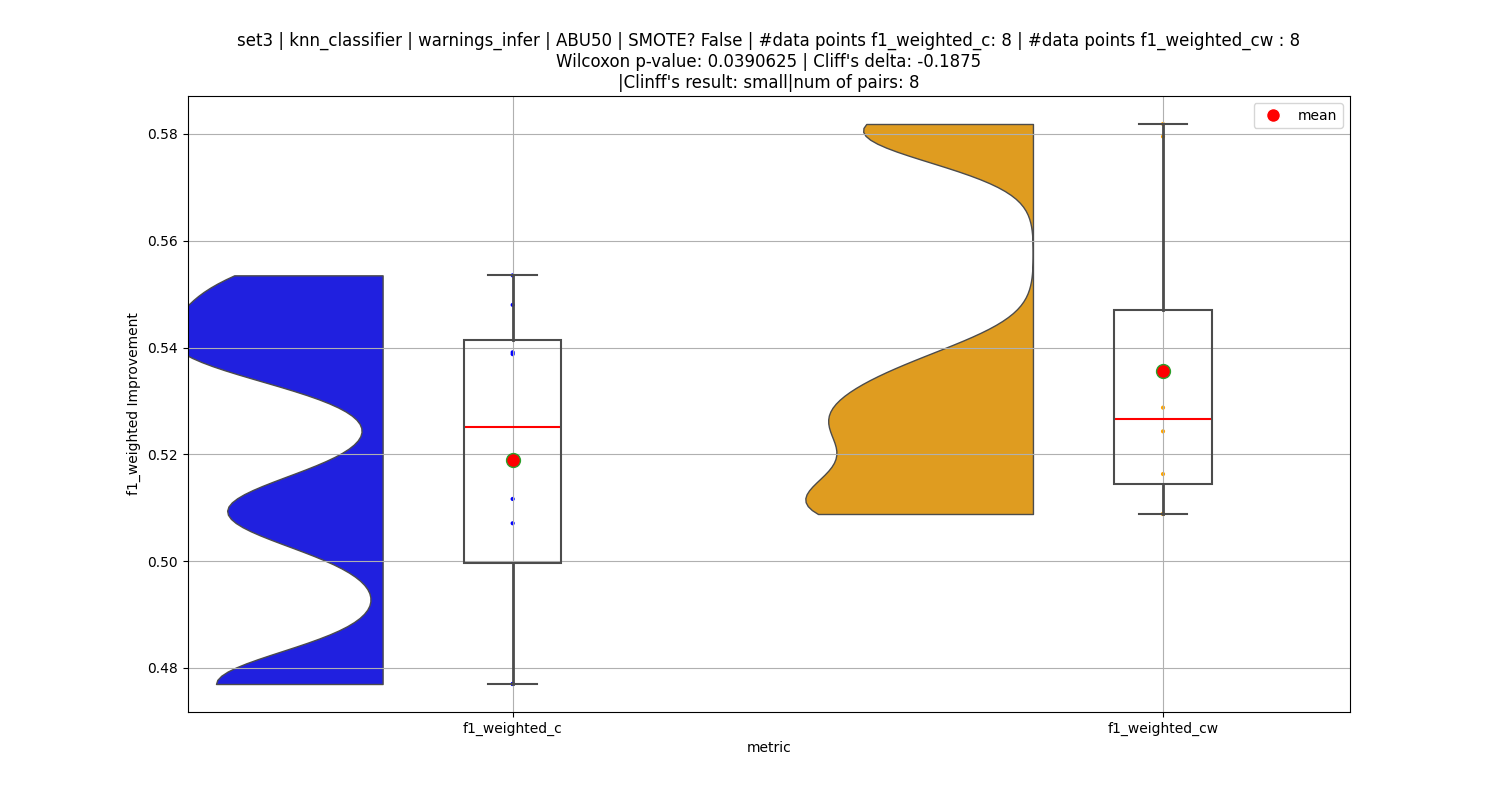 set3 | knn_classifier | warnings_infer | ABU50 | SMOTE? False | #data points f1_weighted_c: 8 | #data points f1_weighted_cw : 8
Wilcoxon p-value: 0.0390625 | Cliff's delta: -0.1875
|Clinff's result: small|num of pairs: 8
mean
0.58
0.56
0.54
0.52
0.50
0.48
f1_weighted Improvement
f1_weighted_c
f1_weighted_cw
metric